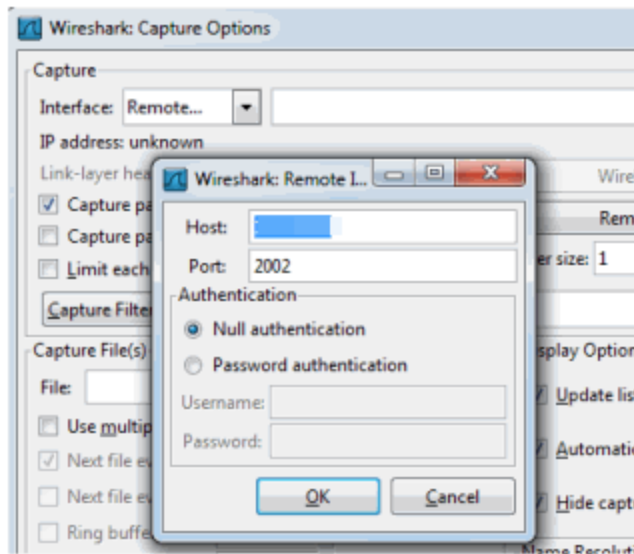 Wireshark: Capture Options
Capture
Interface: Remote...
IP address: unknown
Link-layer hea
Wire
Capture pa
Rem
Capture pa
Limit each
er size: 1
Capture Filte
Capture File(s)
splay Option
File:
Update lis
Use multip
Automatic
Next file ev
Next file ev
Hide capt
Ring buffe
Name Resoluti
Wireshark: Remote I...
Host:
Port: 2002
Authentication
Null authentication
Password authentication
Username:
Password:
OK Cancel